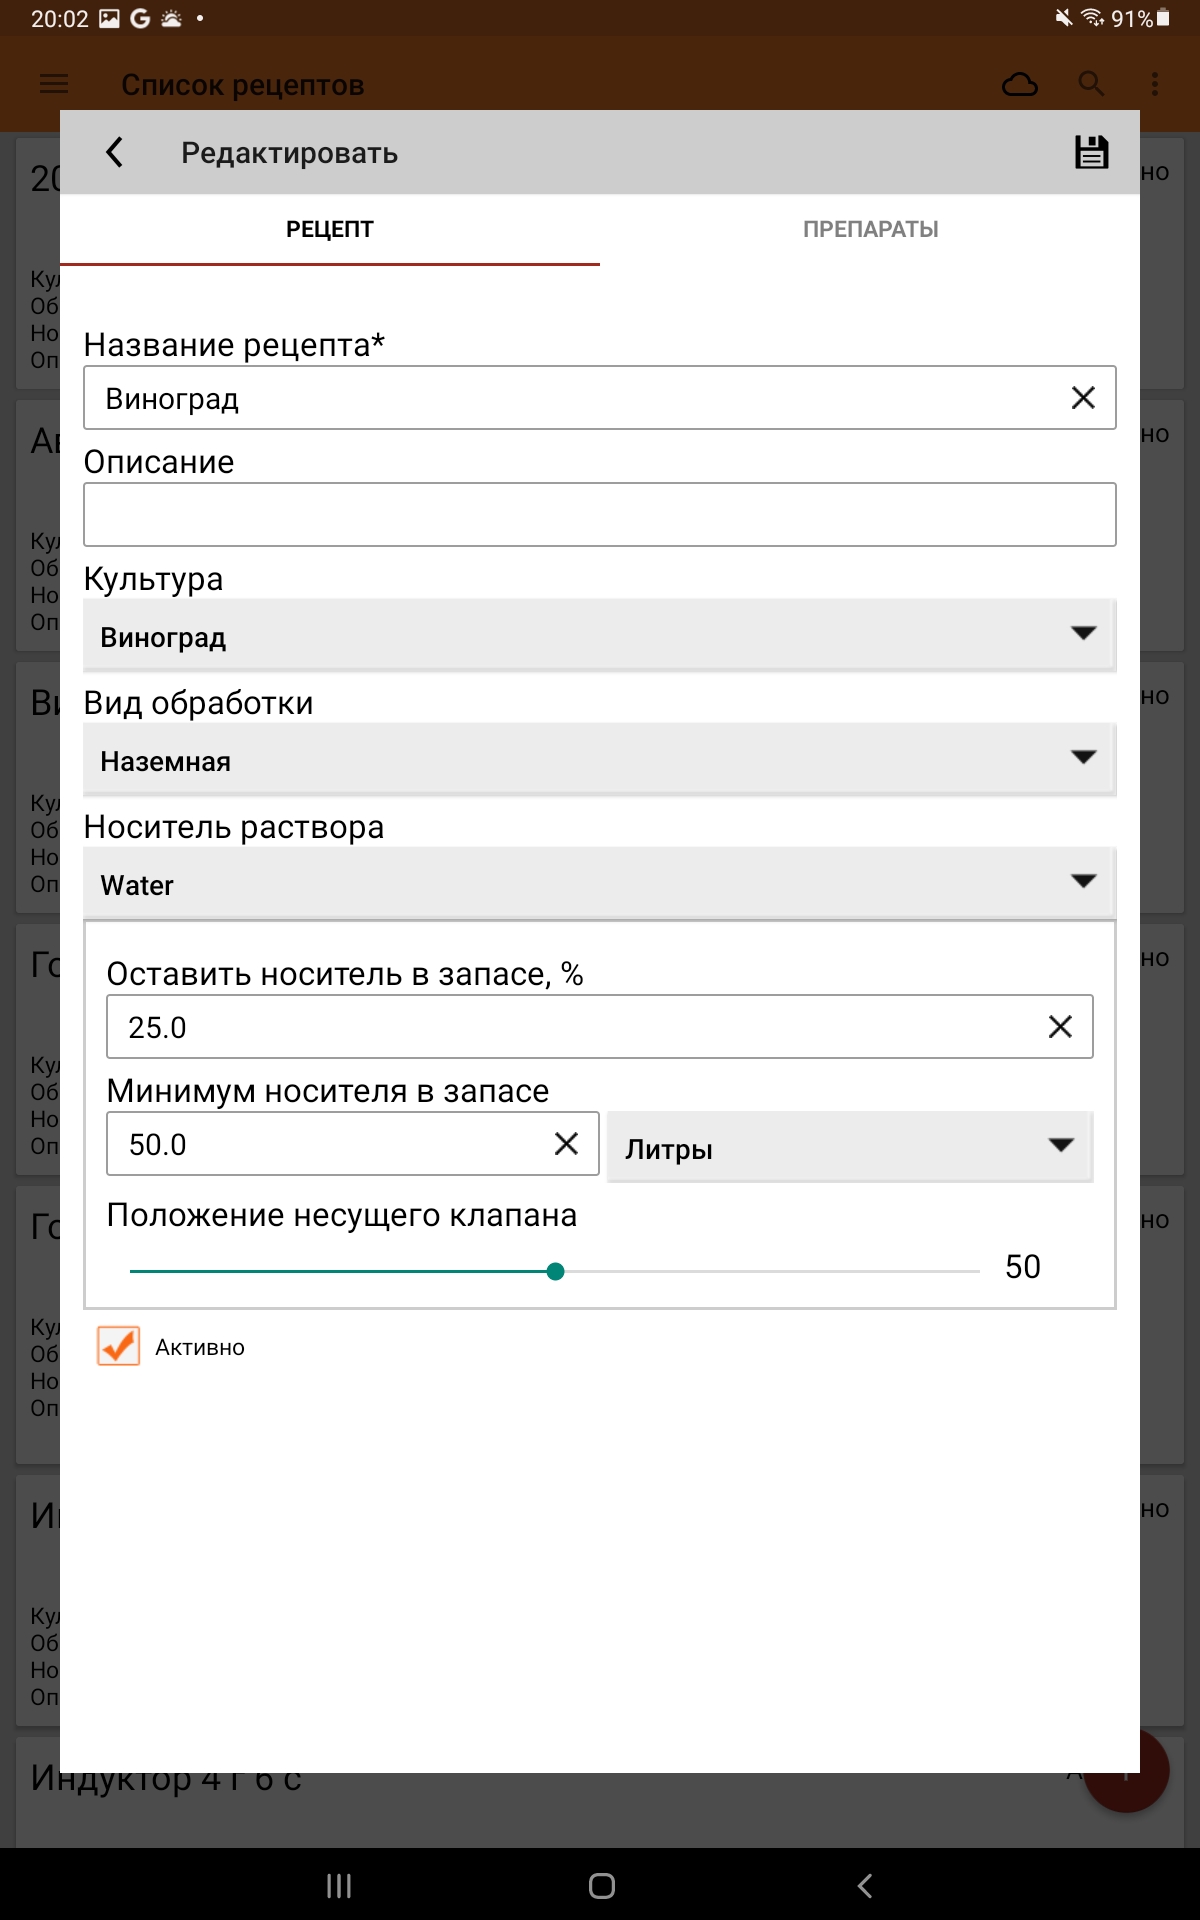 20:02
91%
Список рецептов
Редактировать
РЕЦЕПТ
ПРЕПАРАТЫ
Название рецепта*
Виноград
Описание
Культура
Виноград
Вид обработки
Наземная
Носитель раствора
Water
Оставить носитель в запасе, %
25.0
Минимум носителя в запасе
50.0
Литры
Положение несущего клапана
50
Активно
Индуктор 4 г 6 с